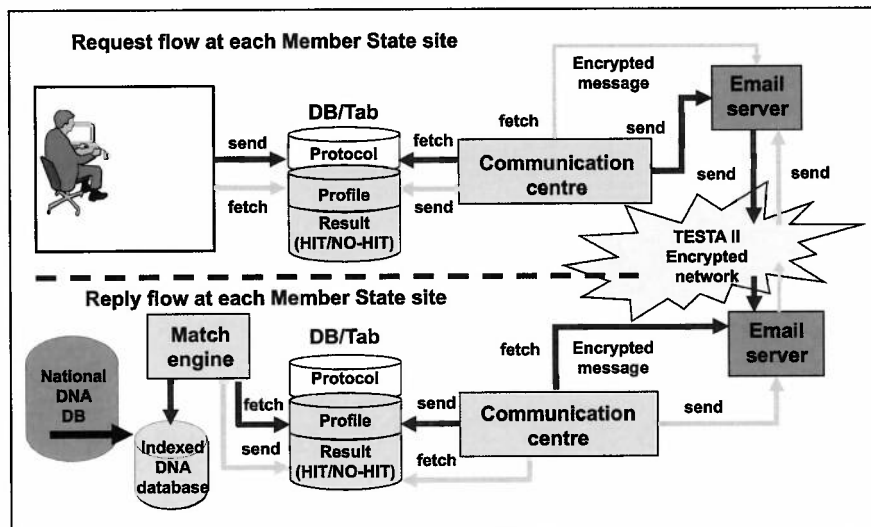 Request flow at each Member State site
Encrypted
message
Email
server
DB/Tab
send
fetch
fetch
send
Protocol
Communication
centre
Profile
fetch
send
Result
(HIT/NO-HIT)
send
send
TESTA II
Encrypted
network
Reply flow at each Member State site
Match
engine
DB/Tab
fetch
Encrypted
message
Email
server
National
DNA
DB
Protocol
fetch
Profile
send
Communication
centre
send
send
Indexed
DNA
database
Result
(HIT/NO-HIT)
fetch